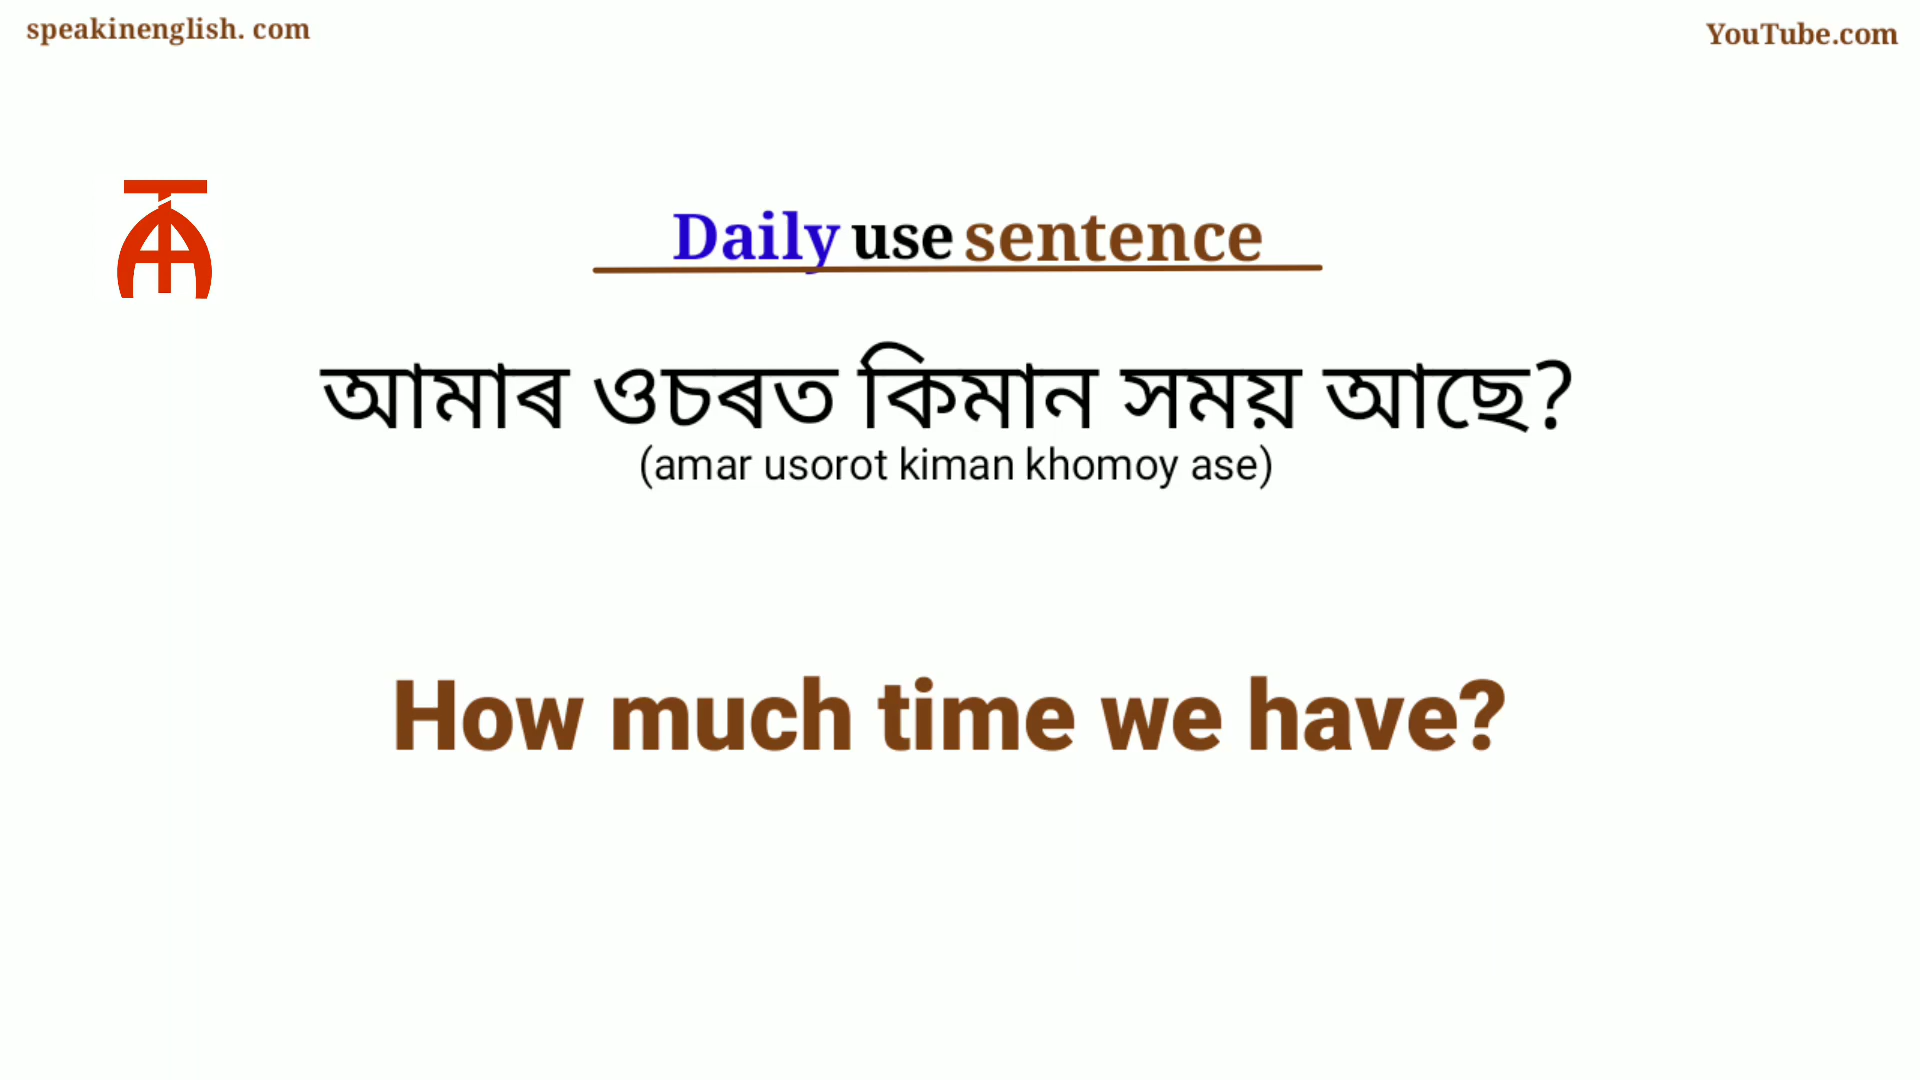 speakinenglish. com
YouTube.com
Daily use sentence
আমাৰ ওচৰত কিমান সময় আছে?
(amar usorot kiman khomoy ase)
How much time we have?